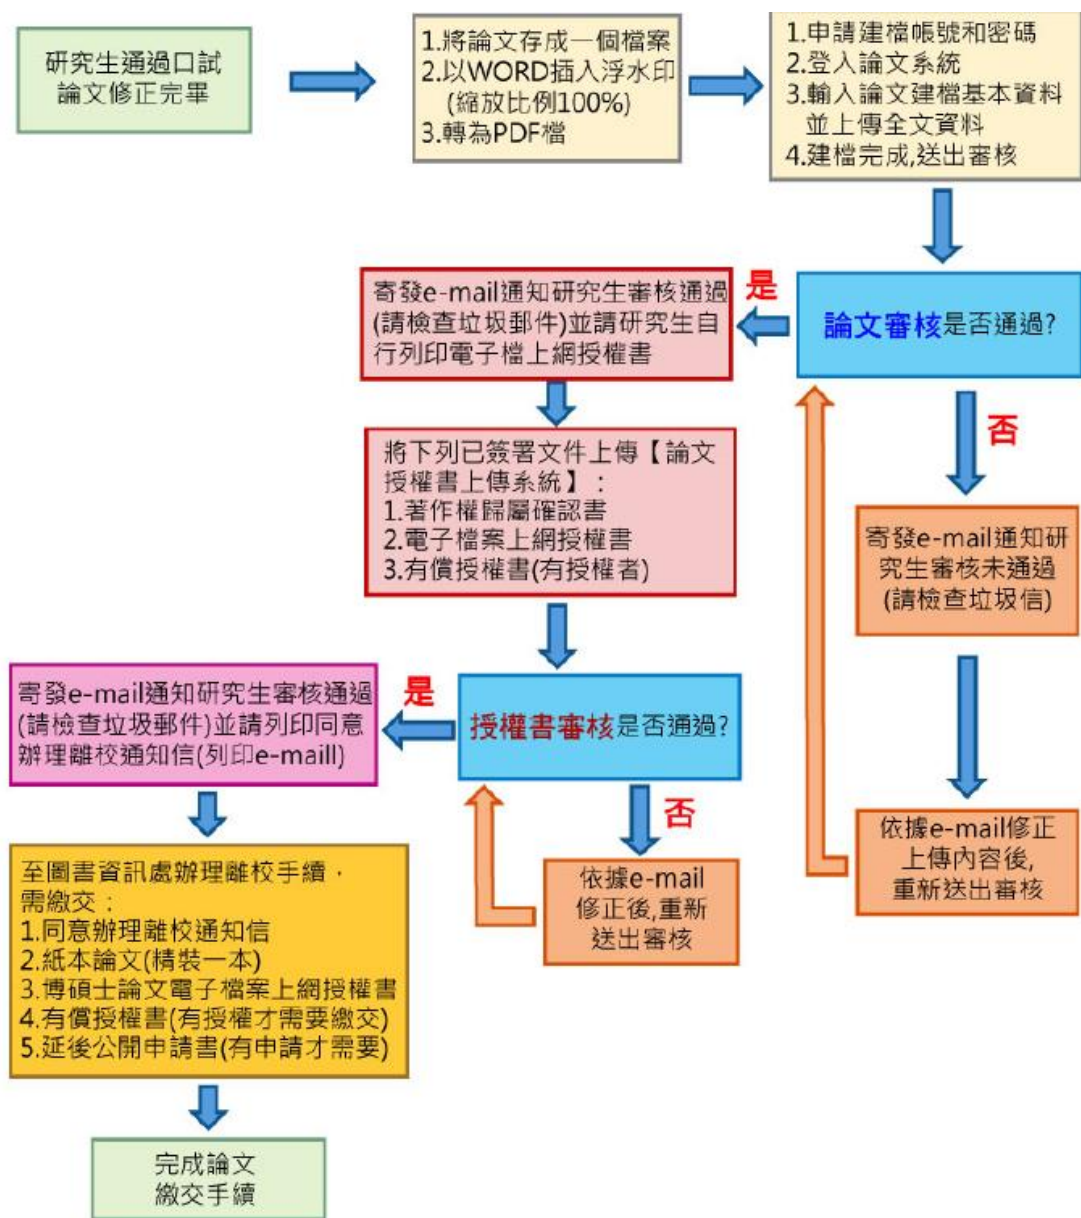 研究生通過口試
論文修正完畢
1.將論文存成一個檔案
2.以WORD插入浮水印
(縮放比例100%)
3.轉為PDF檔
1.申請建檔帳號和密碼
2.登入論文系統
3.輸入論文建檔基本資料
並上傳全文資料
4.建檔完成,送出審核
論文審核是否通過?
是
寄發e-mail通知研究生審核通過
(請檢查垃圾郵件)並請研究生自
行列印電子檔上網授權書
否
寄發e-mail通知研
究生審核未通過
(請檢查垃圾信)
依據e-mail修正
上傳內容後,
重新送出審核
將下列已簽署文件上傳【論文
授權書上傳系統】:
1.著作權歸屬確認書
2.電子檔案上網授權書
3.有償授權書(有授權者)
授權書審核是否通過?
是
寄發e-mail通知研究生審核通過
(請檢查垃圾郵件)並請列印同意
辦理離校通知信(列印e-maill)
否
依據e-mail
修正後,重新
送出審核
至圖書資訊處辦理離校手續，
需繳交:
1.同意辦理離校通知信
2.紙本論文(精裝一本)
3.博碩士論文電子檔案上網授權書
4.有償授權書(有授權才需要繳交)
5.延後公開申請書(有申請才需要)
完成論文
繳交手續